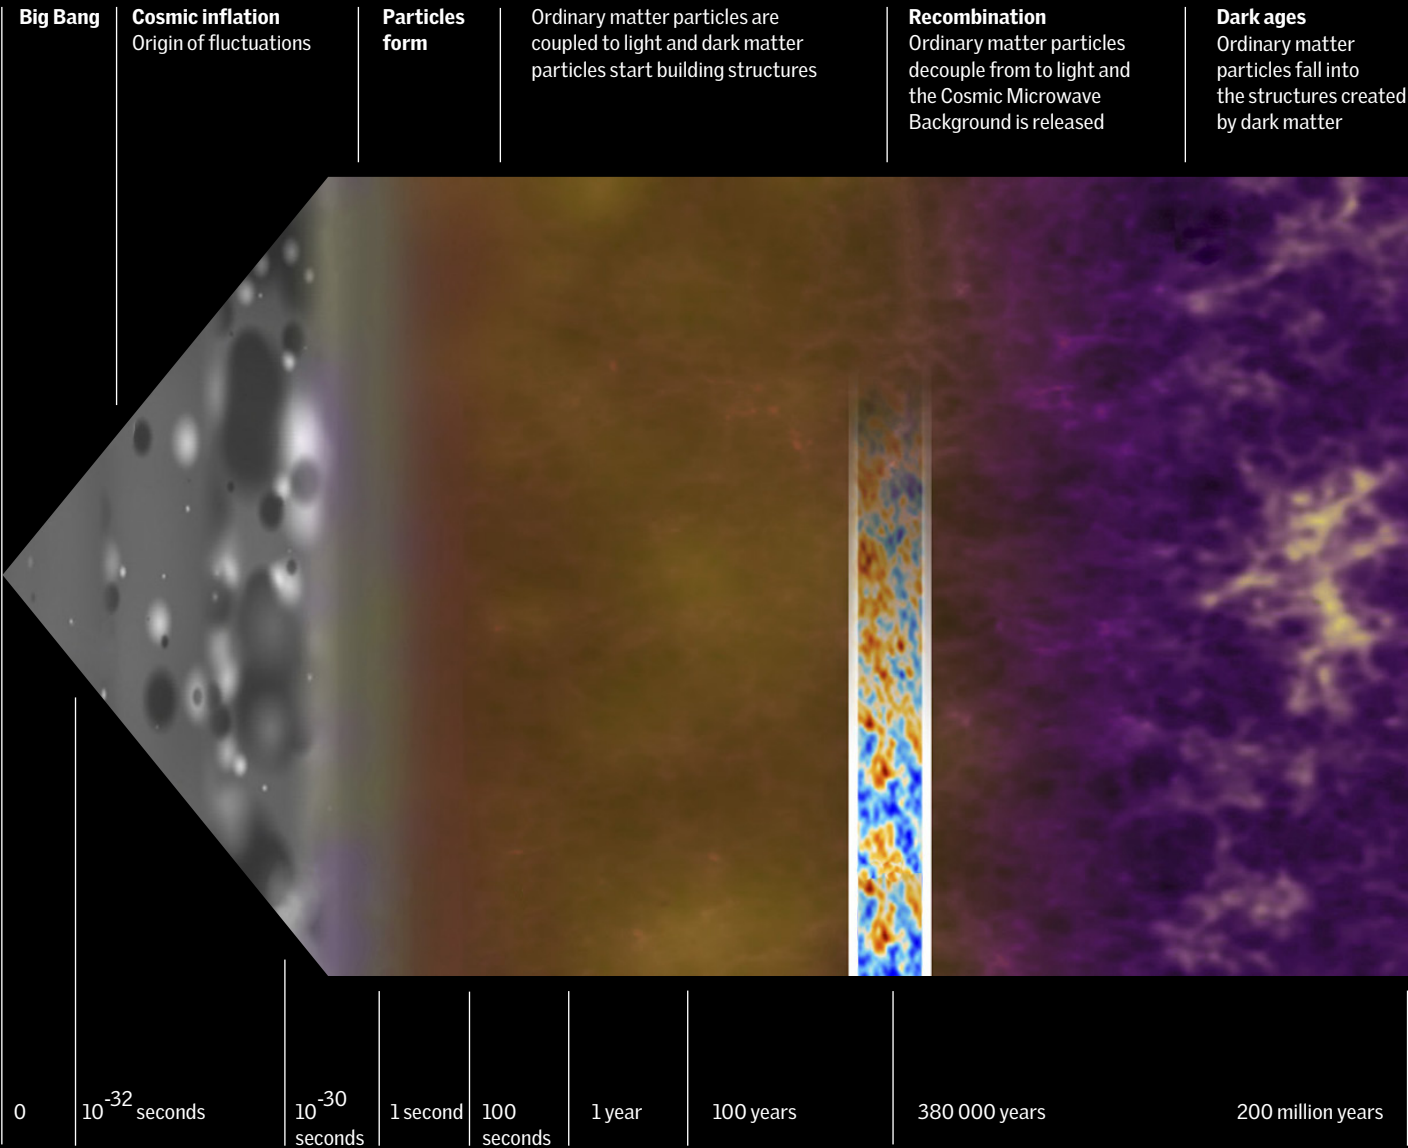 Big Bang
Cosmic inflation
Origin of fluctuations
Particles
form
Ordinary matter particles are
coupled to light and dark matter
particles start building structures
Recombination
Ordinary matter particles
decouple from to light and
the Cosmic Microwave
Background is released
Dark ages
Ordinary matter
particles fall into
the structures created
by dark matter
0
10-32 seconds
10-30
seconds
1 second
100
seconds
1 year
100 years
380 000 years
200 million years